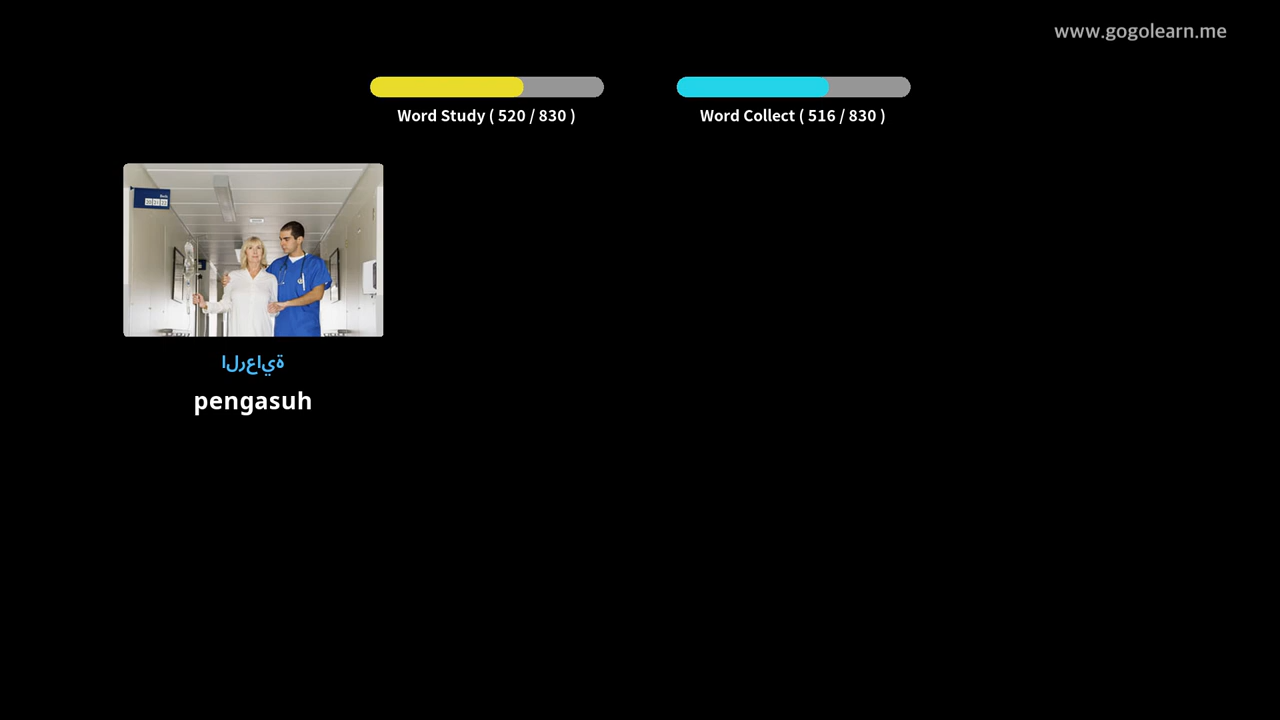 www.gogolearn.me
Word Study ( 520 / 830 )
Word Collect ( 516 / 830 )
الرعاية
pengasuh